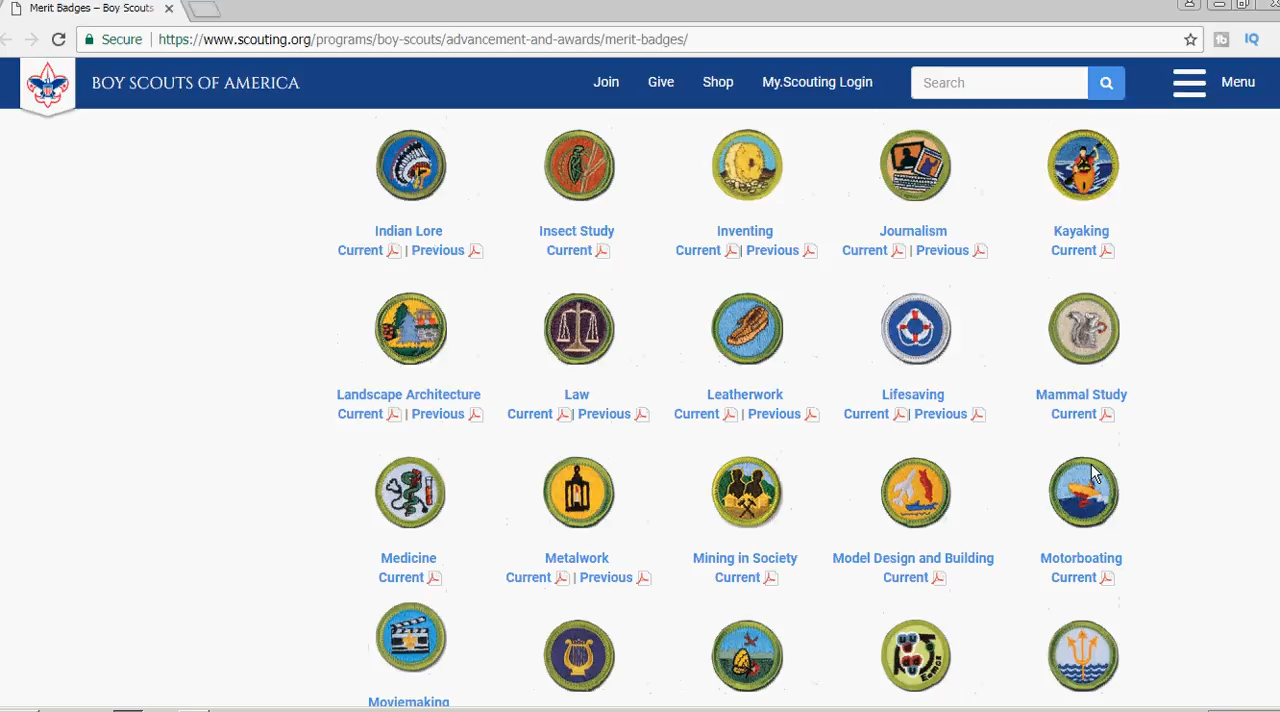 Merit Badges – Boy Scouts
Secure | https://www.scouting.org/programs/boy-scouts/advancement-and-awards/merit-badges/
IQ
BOY SCOUTS OF AMERICA
Join Give Shop My.Scouting Login Search Menu
Indian Lore Insect Study Inventing Journalism Kayaking
Current | Previous Current Current | Previous Current | Previous Current
Landscape Architecture Law Leatherwork Lifesaving Mammal Study
Current | Previous Current | Previous Current | Previous Current | Previous Current
Medicine Metalwork Mining in Society Model Design and Building Motorboating
Current Current | Previous Current Current Current
Moviemaking